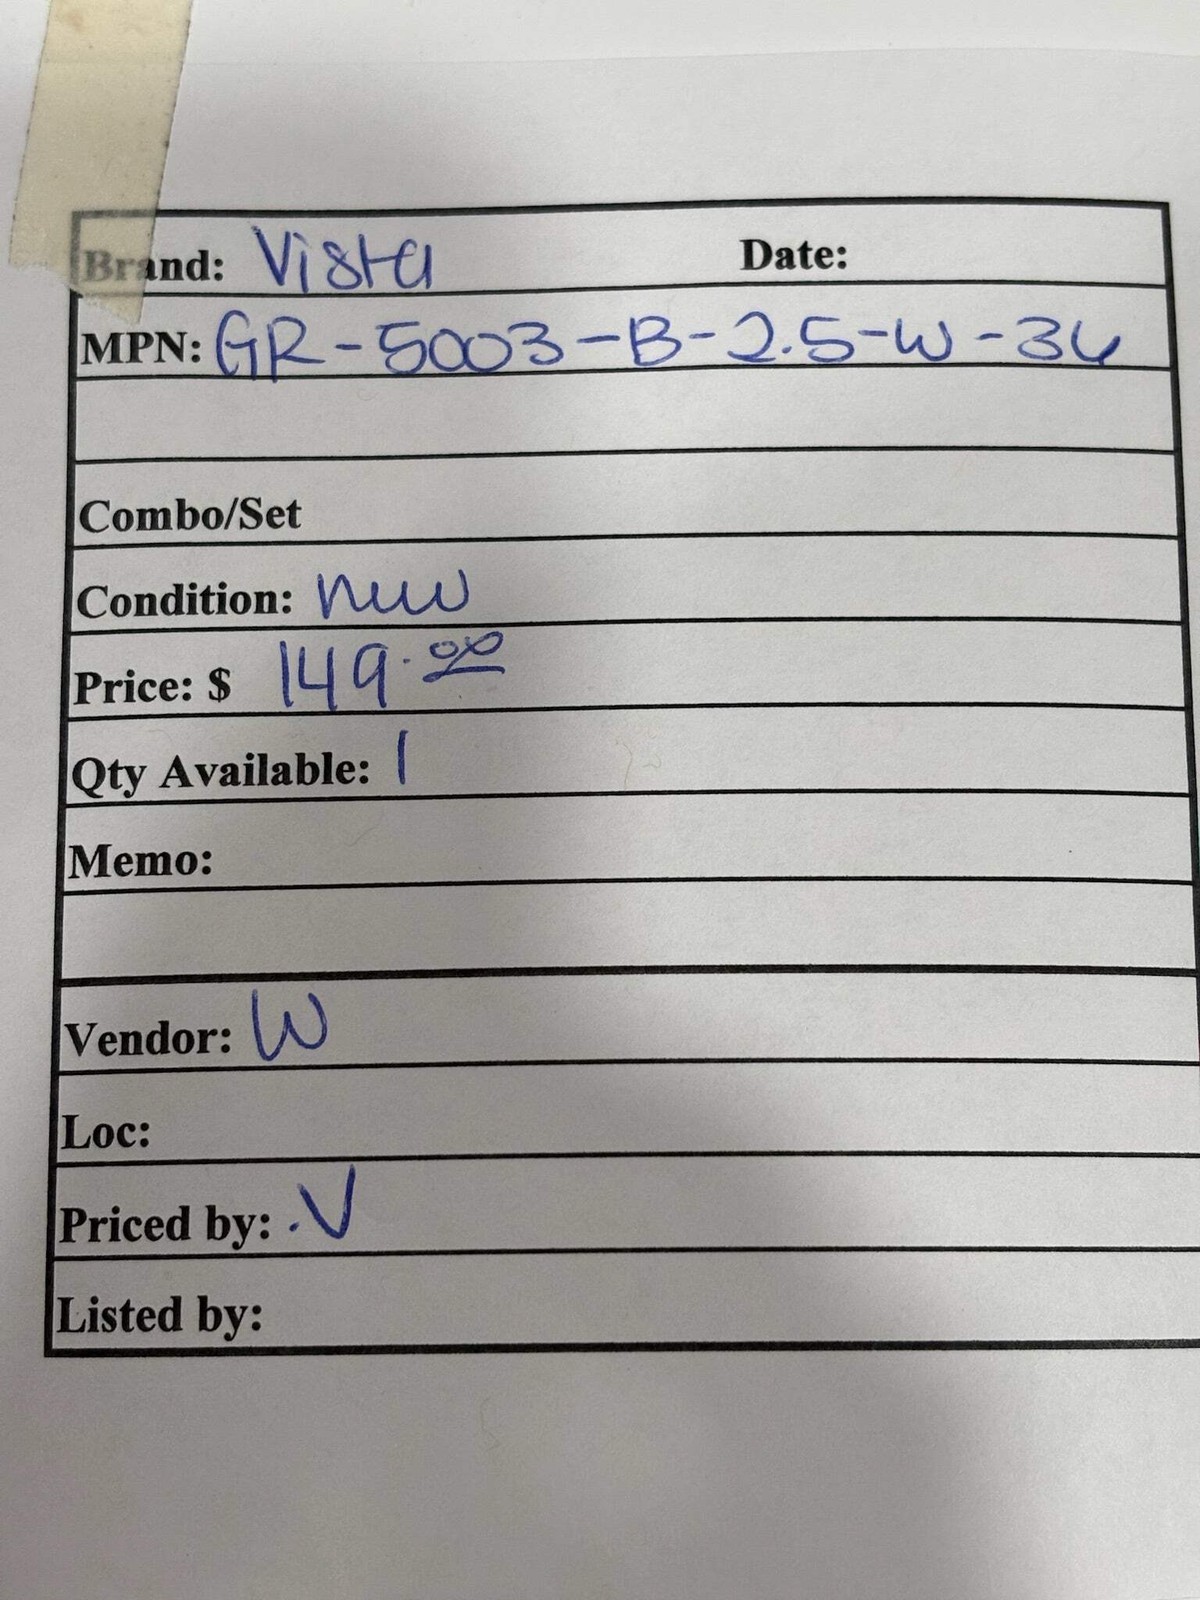 Brand: Vista Date:
MPN: GR-5003-B-2.5-W-36
Combo/Set
Condition: new
Price: $ 149.00
Qty Available: 1
Memo:
Vendor: W
Loc:
Priced by: .V
Listed by: